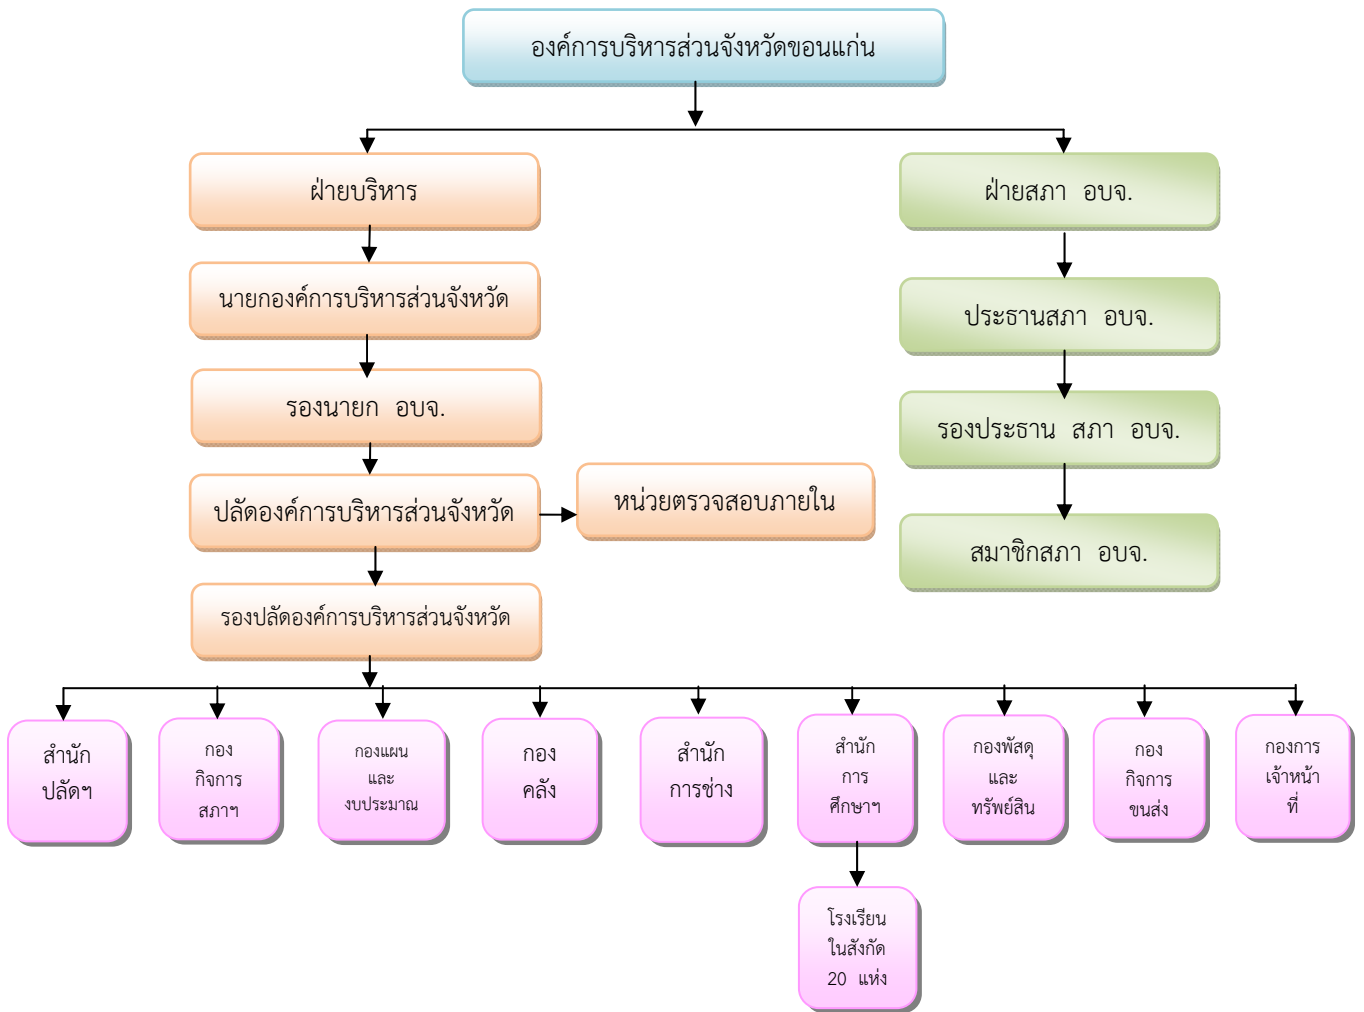 องค์การบริหารส่วนจังหวัดขอนแก่น
ฝ่ายบริหาร
ฝ่ายสภา อบจ.
นายกองค์การบริหารส่วนจังหวัด
ประธานสภา อบจ.
รองนายก อบจ.
รองประธาน สภา อบจ.
ปลัดองค์การบริหารส่วนจังหวัด
หน่วยตรวจสอบภายใน
สมาชิกสภา อบจ.
รองปลัดองค์การบริหารส่วนจังหวัด
สำนัก
ปลัดฯ
กอง
กิจการ
สภาฯ
กองแผน
และ
งบประมาณ
กอง
คลัง
สำนัก
การช่าง
สำนัก
การ
ศึกษาฯ
กองพัสดุ
และ
ทรัพย์สิน
กอง
กิจการ
ขนส่ง
กองการ
เจ้าหน้า
ที่
โรงเรียน
ในสังกัด
20 แห่ง